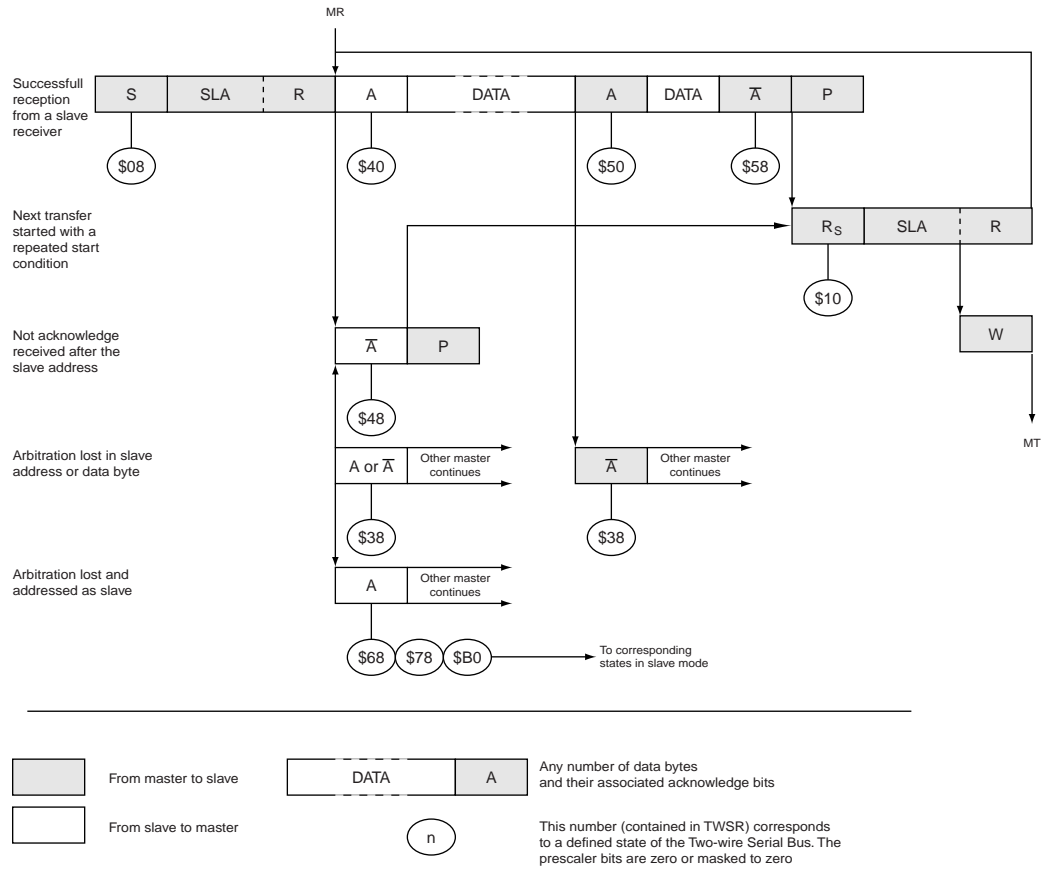 MR
Successfull
reception
from a slave
receiver
S SLA R A DATA A DATA A̅ P
$08 $40 $50 $58
Next transfer
started with a
repeated start
condition
RS SLA R
$10
Not acknowledge
received after the
slave address
A̅ P
W
$48
MT
Arbitration lost in slave
address or data byte
A or A̅ Other master
continues
A̅ Other master
continues
$38 $38
Arbitration lost and
addressed as slave
A Other master
continues
$68 $78 $B0 To corresponding
states in slave mode
From master to slave
DATA A
Any number of data bytes
and their associated acknowledge bits
From slave to master
n
This number (contained in TWSR) corresponds
to a defined state of the Two-wire Serial Bus. The
prescaler bits are zero or masked to zero